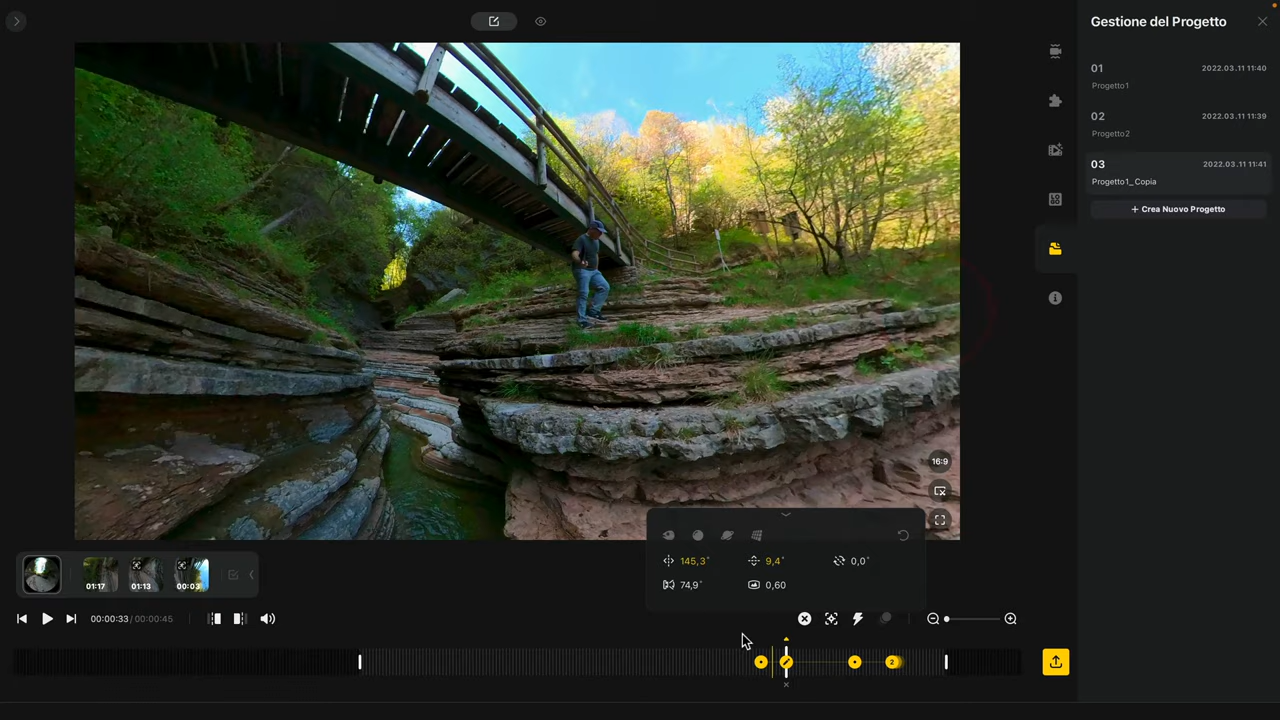 Gestione del Progetto
01 2022.03.11 11:40
Progetto1
02 2022.03.11 11:39
Progetto2
03 2022.03.11 11:41
Progetto1_Copia
+ Crea Nuovo Progetto
16:9
145,3° 9,4° 0,0°
74,9° 0,60
01:17 01:13 00:03
00:00:33 / 00:00:45
2